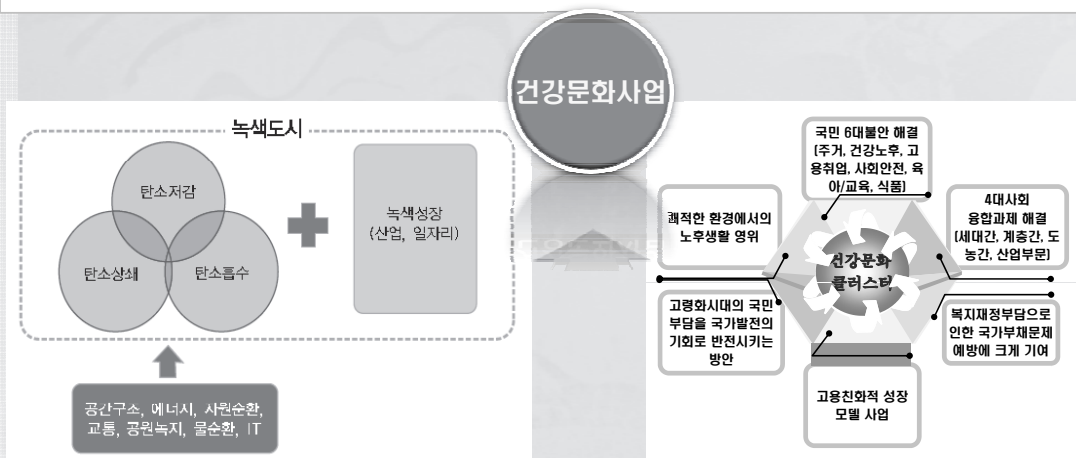 건강문화사업
녹색도시
탄소저감
탄소상쇄
탄소흡수
녹색성장
(산업, 일자리)
공간구조, 에너지, 자원순환,
교통, 공원녹지, 물순환, IT
국민 6대불안 해결
(주거, 건강노후, 고
용취업, 사회안전, 육
아/교육, 식품)
쾌적한 환경에서의
노후생활 영위
4대사회
융합과제 해결
(세대간, 계층간, 도
농간, 산업부문)
건강문화
클러스터
고령화시대의 국민
부담을 국가발전의
기회로 반전시키는
방안
복지재정부담으로
인한 국가부채문제
예방에 크게 기여
고용친화적 성장
모델 사업